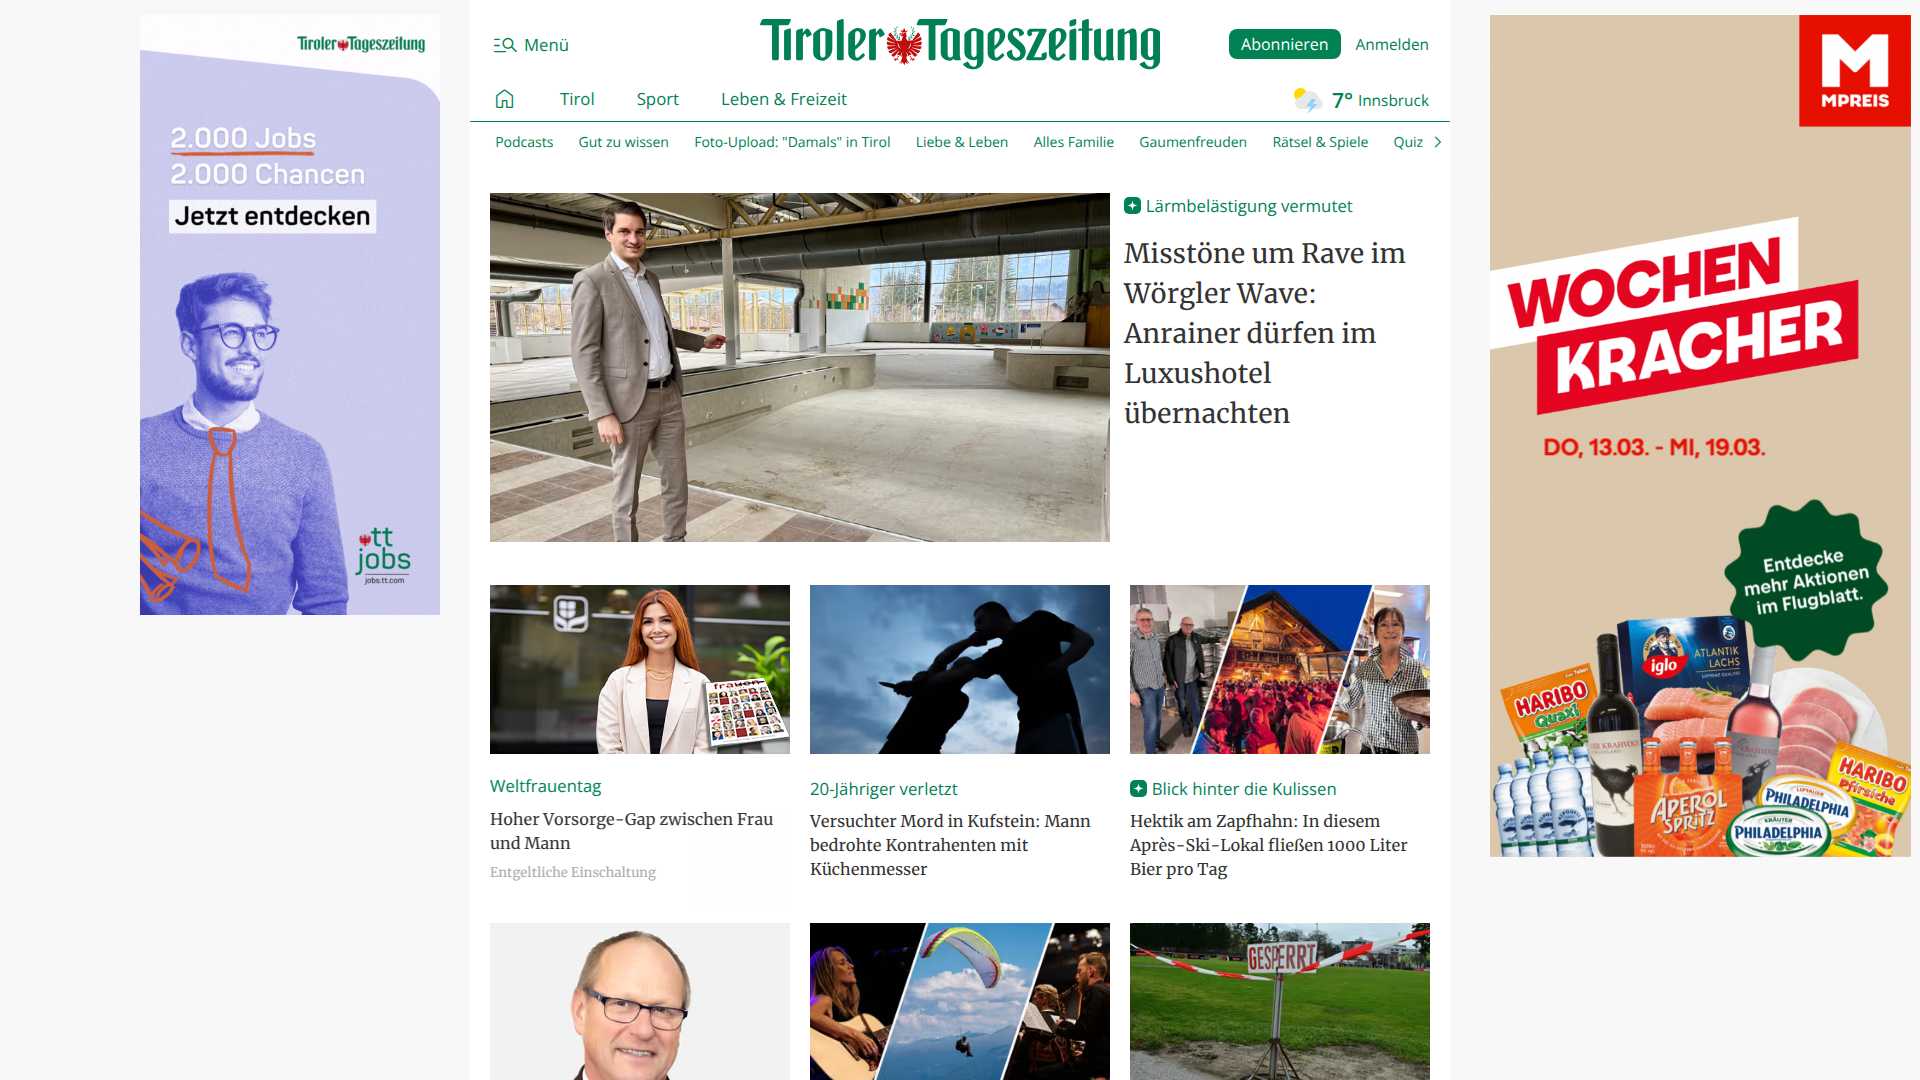 Tiroler Tageszeitung
2.000 Jobs
2.000 Chancen
Jetzt entdecken
tt
jobs
jobs.tt.com
Menü
Tiroler Tageszeitung
Abonnieren
Anmelden
Tirol
Sport
Leben & Freizeit
7° Innsbruck
Podcasts
Gut zu wissen
Foto-Upload: "Damals" in Tirol
Liebe & Leben
Alles Familie
Gaumenfreuden
Rätsel & Spiele
Quiz
Lärmbelästigung vermutet
Misstöne um Rave im
Wörgler Wave:
Anrainer dürfen im
Luxushotel
übernachten
frauen
Weltfrauentag
Hoher Vorsorge-Gap zwischen Frau
und Mann
Entgeltliche Einschaltung
20-Jähriger verletzt
Versuchter Mord in Kufstein: Mann
bedrohte Kontrahenten mit
Küchenmesser
Blick hinter die Kulissen
Hektik am Zapfhahn: In diesem
Après-Ski-Lokal fließen 1000 Liter
Bier pro Tag
GESPERRT
M
MPREIS
WOCHEN
KRACHER
DO, 13.03. - MI, 19.03.
Entdecke
mehr Aktionen
im Flugblatt.
iglo
ATLANTIK
LACHS
HARIBO
Quaxi
APEROL
SPRITZ
HARIBO
Pfirsiche
PHILADELPHIA
KRÄUTER
PHILADELPHIA